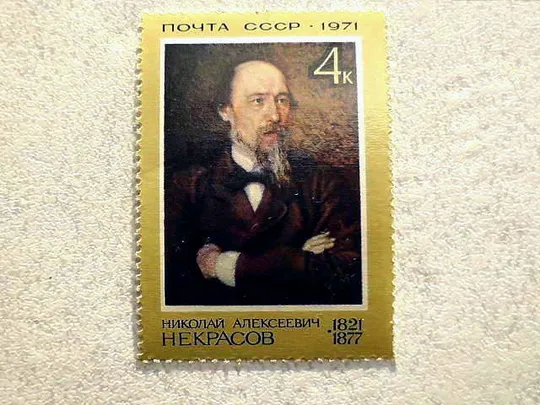 ПОЧТА СССР · 1971
4к
НИКОЛАЙ АЛЕКСЕЕВИЧ
НЕКРАСОВ
1821
1877